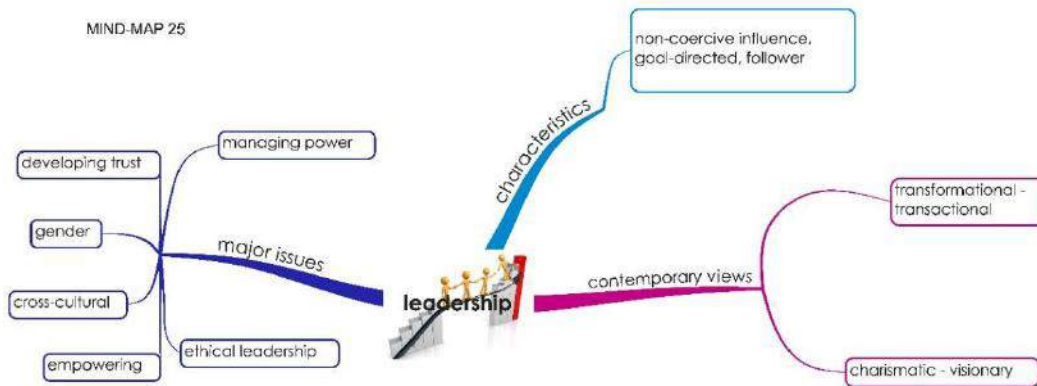 MIND-MAP 25
non-coercive influence,
goal-directed, follower
characteristics
managing power
developing trust
gender
major issues
cross-cultural
ethical leadership
empowering
leadership
contemporary views
transformational -
transactional
charismatic - visionary